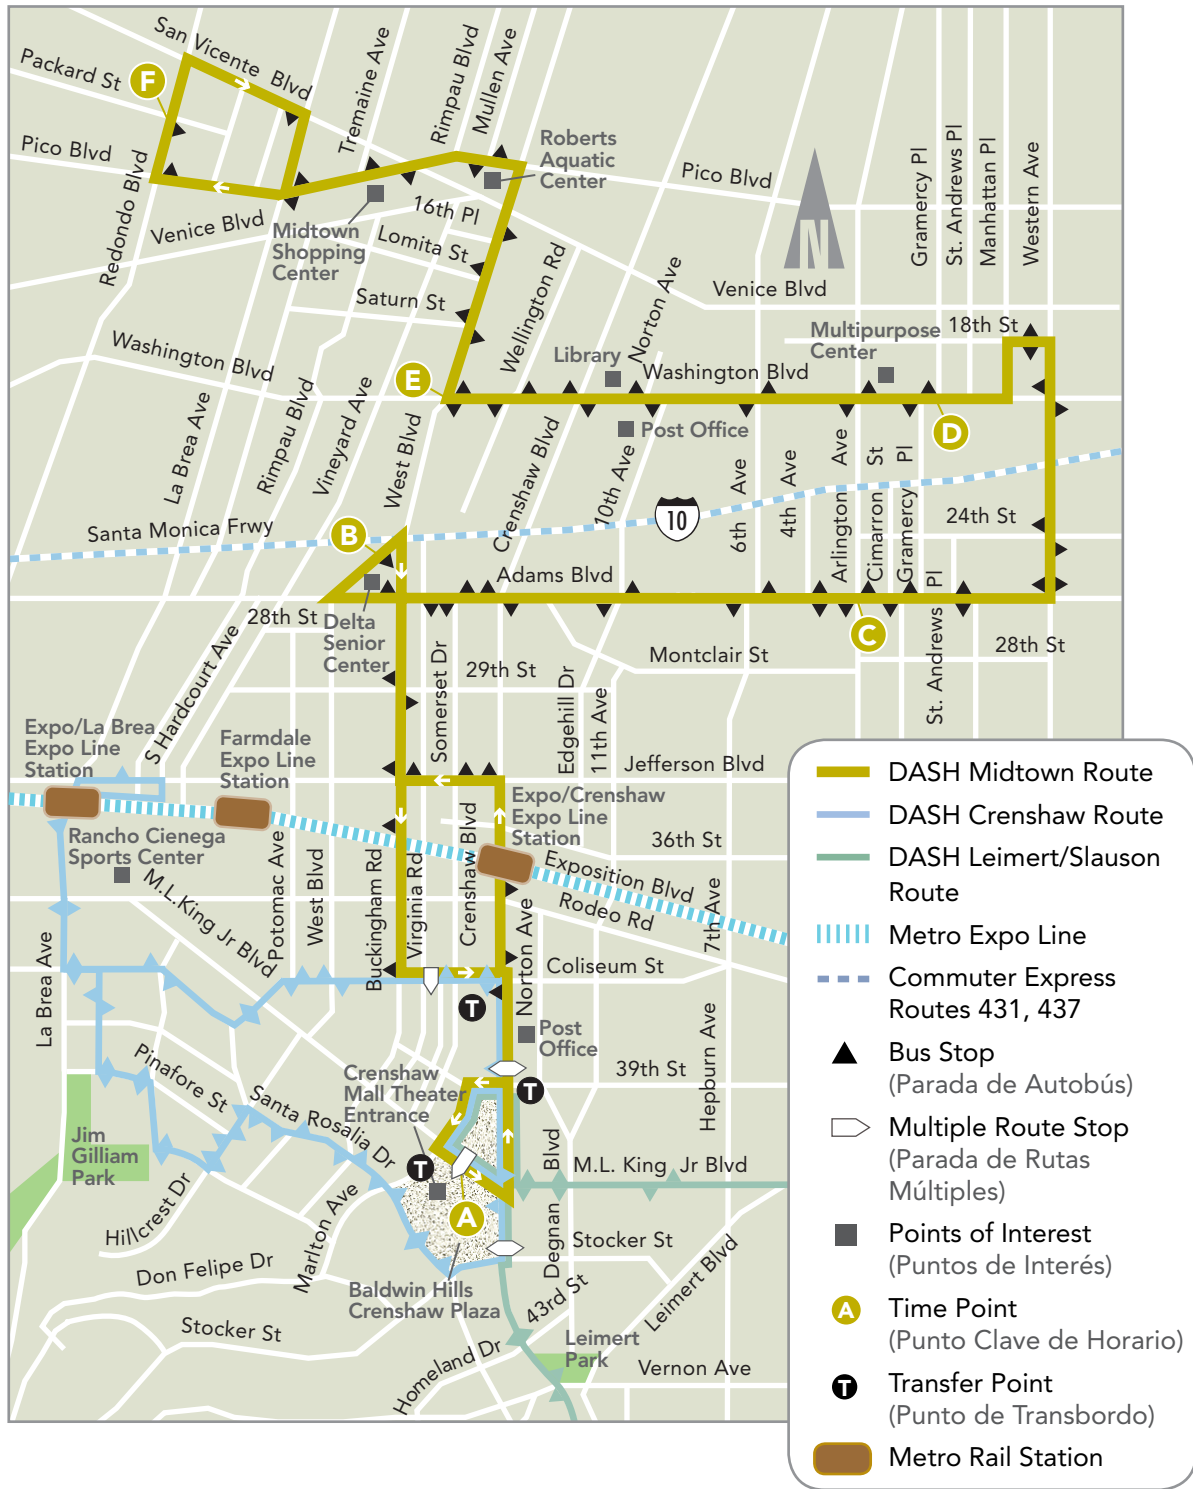 San Vicente Blvd
Packard St
F
Pico Blvd
Redondo Blvd
Tremaine Ave
Rimpau Blvd
Mullen Ave
Roberts
Aquatic
Center
Pico Blvd
Venice Blvd
Midtown
Shopping
Center
16th Pl
Lomita St
Saturn St
N
Gramercy Pl
St. Andrews Pl
Manhattan Pl
Western Ave
Venice Blvd
Wellington Rd
Norton Ave
Library
Multipurpose
Center
18th St
Washington Blvd
Washington Blvd
E
D
La Brea Ave
Rimpau Blvd
Vineyard Ave
West Blvd
Crenshaw Blvd
10th Ave
Post Office
6th Ave
4th Ave
Arlington Ave
Cimarron St
Gramercy Pl
St. Andrews Pl
Santa Monica Frwy
B
10
24th St
Adams Blvd
28th St
Delta
Senior
Center
C
28th St
Montclair St
S Hardcourt Ave
Somerset Dr
29th St
Edgehill Dr
11th Ave
Expo/La Brea
Expo Line
Station
Farmdale
Expo Line
Station
Jefferson Blvd
Expo/Crenshaw
Expo Line
Station
36th St
Exposition Blvd
Rodeo Rd
Rancho Cienega
Sports Center
M.L.King Jr Blvd
Potomac Ave
West Blvd
Buckingham Rd
Virginia Rd
Crenshaw Blvd
Norton Ave
7th Ave
Coliseum St
La Brea Ave
T
Post
Office
Hepburn Ave
Pinafore St
Santa Rosalia Dr
Crenshaw
Mall Theater
Entrance
39th St
T
Jim
Gilliam
Park
T
M.L. King Jr Blvd
A
Degnan Blvd
Hillcrest Dr
Marlton Ave
Don Felipe Dr
Stocker St
Baldwin Hills
Crenshaw Plaza
43rd St
Leimert Blvd
Stocker St
Homeland Dr
Leimert
Park
Vernon Ave
DASH Midtown Route
DASH Crenshaw Route
DASH Leimert/Slauson
Route
Metro Expo Line
Commuter Express
Routes 431, 437
Bus Stop
(Parada de Autobús)
Multiple Route Stop
(Parada de Rutas
Múltiples)
Points of Interest
(Puntos de Interés)
A
Time Point
(Punto Clave de Horario)
T
Transfer Point
(Punto de Transbordo)
Metro Rail Station